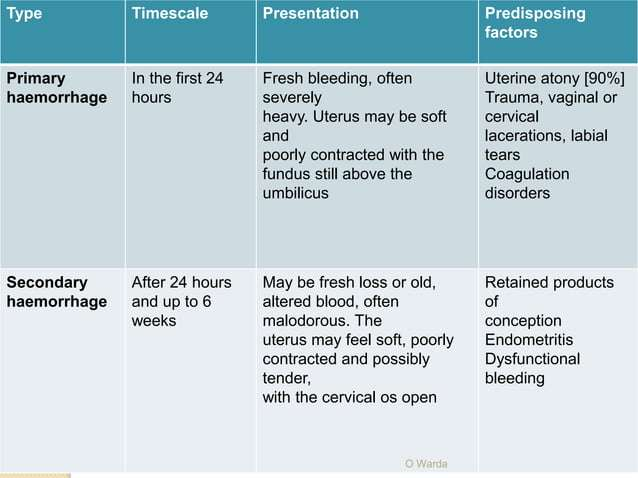 Type
Timescale
Presentation
Predisposing
factors
Primary
haemorrhage
In the first 24
hours
Fresh bleeding, often
severely
heavy. Uterus may be soft
and
poorly contracted with the
fundus still above the
umbilicus
Uterine atony [90%]
Trauma, vaginal or
cervical
lacerations, labial
tears
Coagulation
disorders
Secondary
haemorrhage
After 24 hours
and up to 6
weeks
May be fresh loss or old,
altered blood, often
malodorous. The
uterus may feel soft, poorly
contracted and possibly
tender,
with the cervical os open
Retained products
of
conception
Endometritis
Dysfunctional
bleeding
O Warda